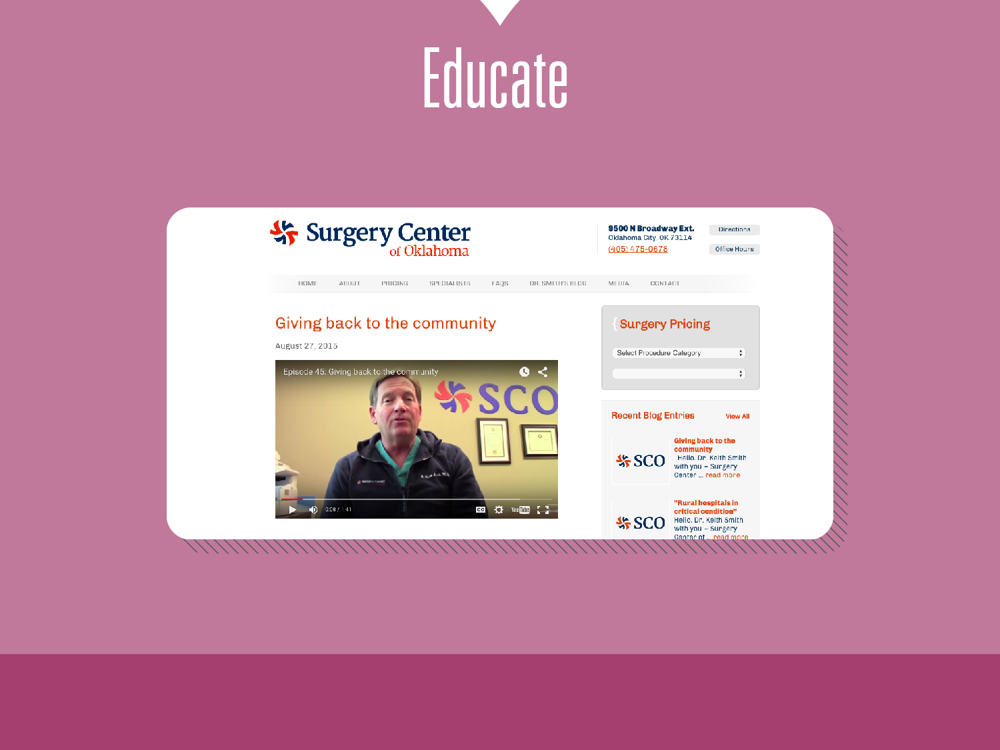 Educate
Surgery Center
of Oklahoma
9500 N Broadway Ext.
Oklahoma City, OK 73114
(405) 475-0678
Directions
Office Hours
HOME ABOUT PRICING SPECIALISTS FAQS DR. SMITH'S BLOG MEDIA CONTACT
Giving back to the community
August 27, 2015
Episode 45: Giving back to the community
SCO
0:08 / 1:41
CC
YouTube
{ Surgery Pricing
Select Procedure Category
Recent Blog Entries View All
SCO
Giving back to the
community
Hello. Dr. Keith Smith
with you – Surgery
Center ... read more
SCO
"Rural hospitals in
critical condition"
Hello. Dr. Keith Smith
with you – Surgery
Center of ... read more